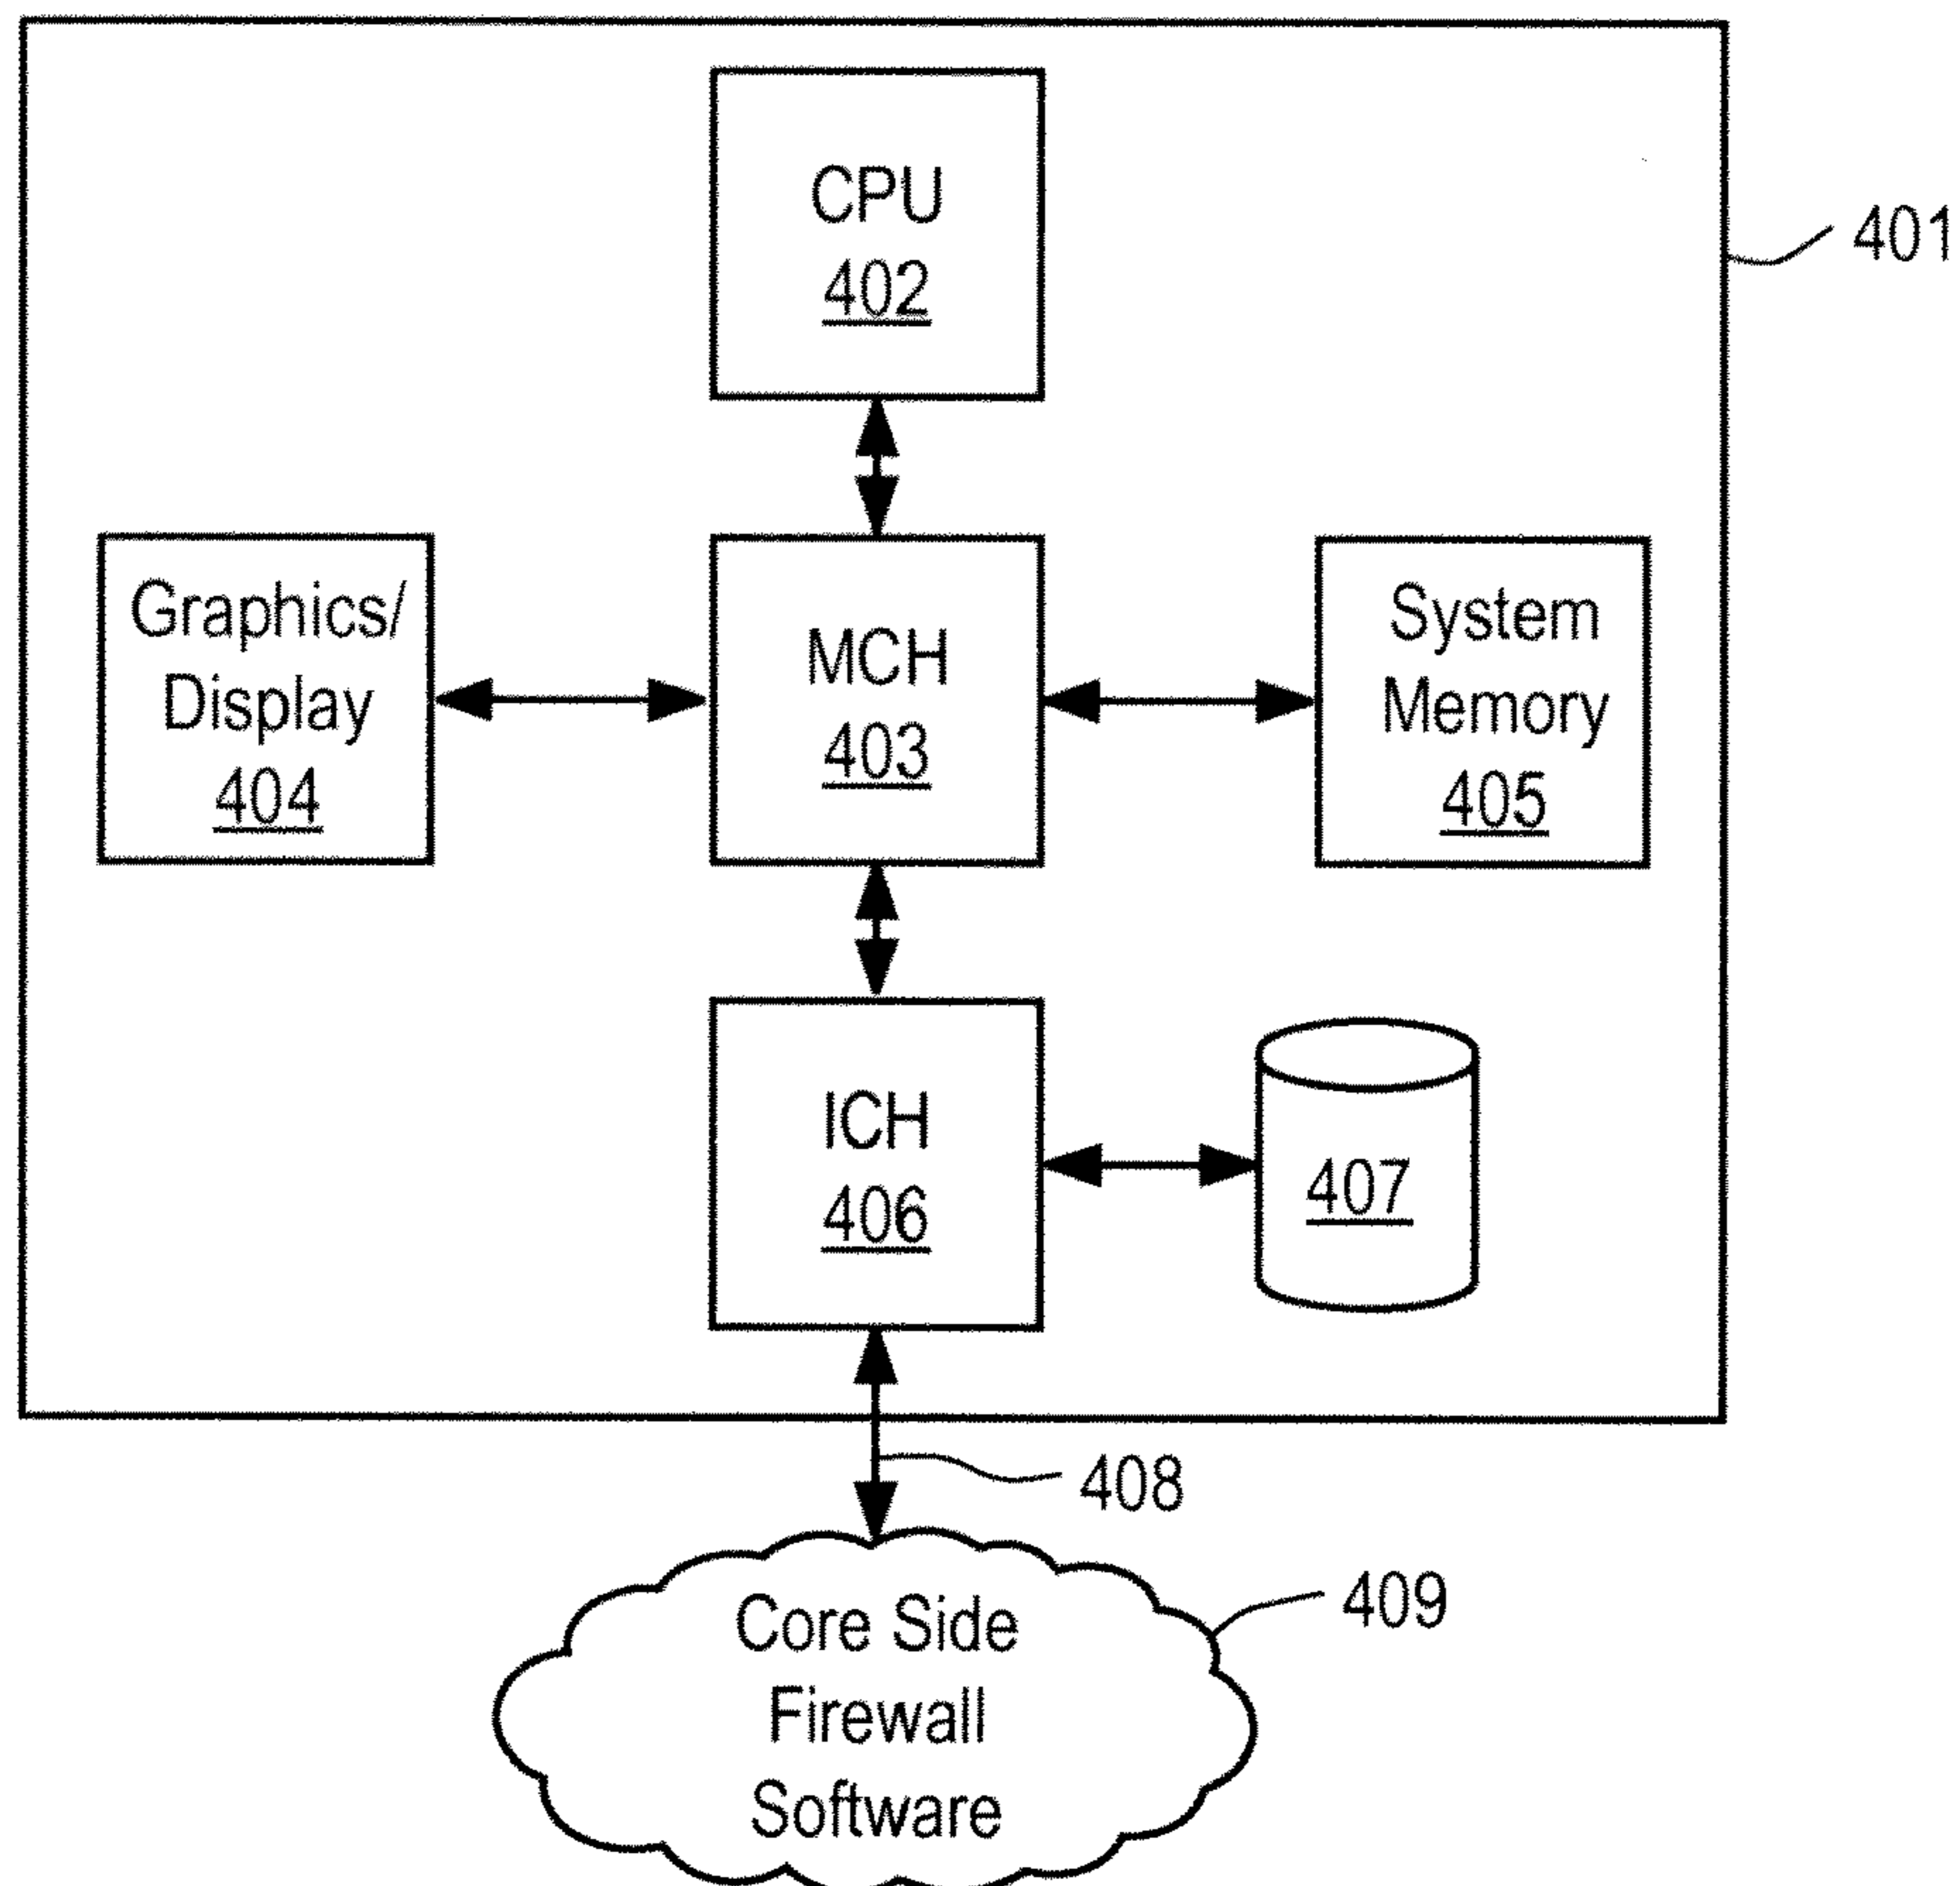 CPU
402
401
Graphics/
Display
404
MCH
403
System
Memory
405
ICH
406
407
408
409
Core Side
Firewall
Software